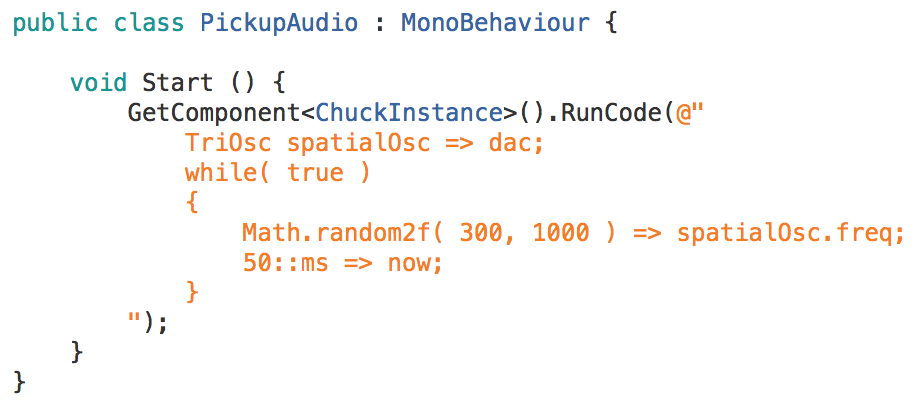 public class PickupAudio : MonoBehaviour {
void Start () {
GetComponent<ChuckInstance>().RunCode(@"
TriOsc spatialOsc => dac;
while( true )
{
Math.random2f( 300, 1000 ) => spatialOsc.freq;
50::ms => now;
}
");
}
}